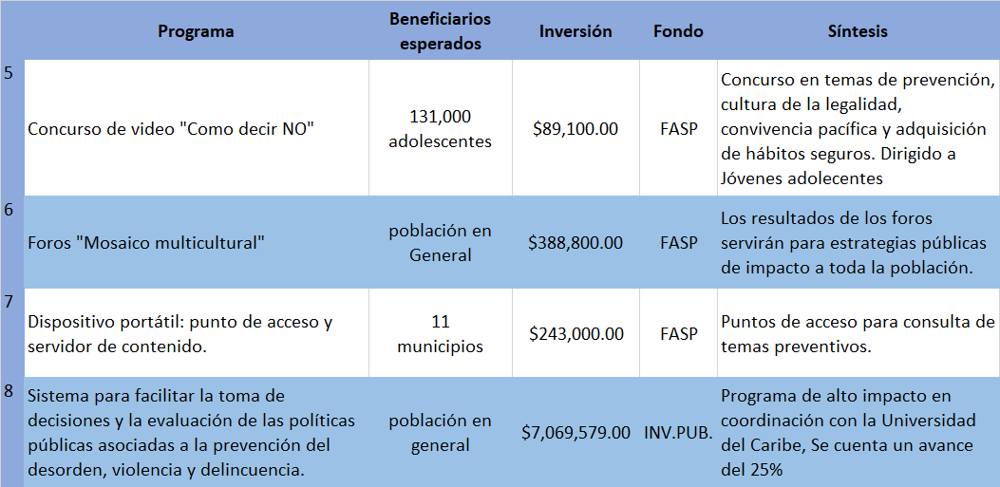 Programa
Beneficiarios
esperados
Inversión
Fondo
Síntesis
5
Concurso de video "Como decir NO"
131,000
adolescentes
$89,100.00
FASP
Concurso en temas de prevención,
cultura de la legalidad,
convivencia pacífica y adquisición
de hábitos seguros. Dirigido a
Jóvenes adolecentes
6
Foros "Mosaico multicultural"
población en
General
$388,800.00
FASP
Los resultados de los foros
servirán para estrategias públicas
de impacto a toda la población.
7
Dispositivo portátil: punto de acceso y
servidor de contenido.
11
municipios
$243,000.00
FASP
Puntos de acceso para consulta de
temas preventivos.
8
Sistema para facilitar la toma de
decisiones y la evaluación de las políticas
públicas asociadas a la prevención del
desorden, violencia y delincuencia.
población en
general
$7,069,579.00
INV.PUB.
Programa de alto impacto en
coordinación con la Universidad
del Caribe, Se cuenta un avance
del 25%